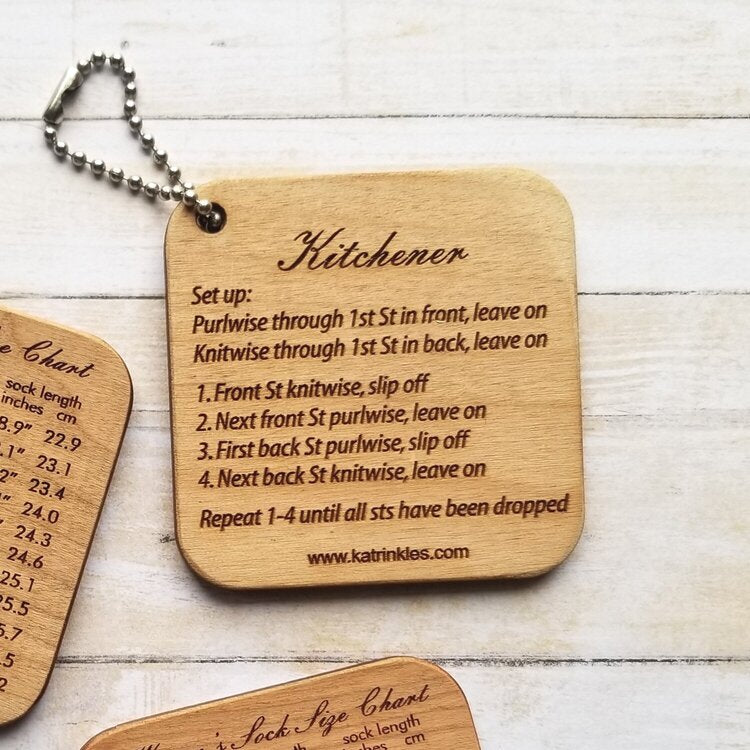 Kitchener
Set up:
Purlwise through 1st St in front, leave on
Knitwise through 1st St in back, leave on
1. Front St knitwise, slip off
2. Next front St purlwise, leave on
3. First back St purlwise, slip off
4. Next back St knitwise, leave on
Repeat 1-4 until all sts have been dropped
www.katrinkles.com
Chart
sock length
inches cm
8.9" 22.9
23.1
23.4
24.0
24.3
24.6
25.1
Sock Size Chart
sock length
cm